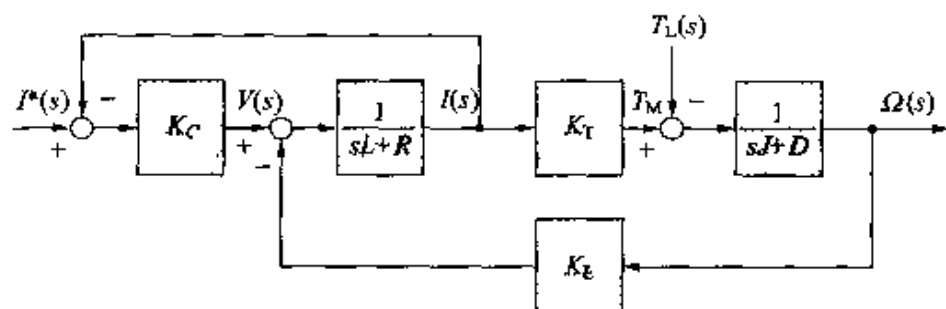 T_L(s)
I*(s)
−
K_C
V(s)
1
sL+R
I(s)
K_T
T_M
−
1
sJ+D
Ω(s)
+
+
−
+
K_E